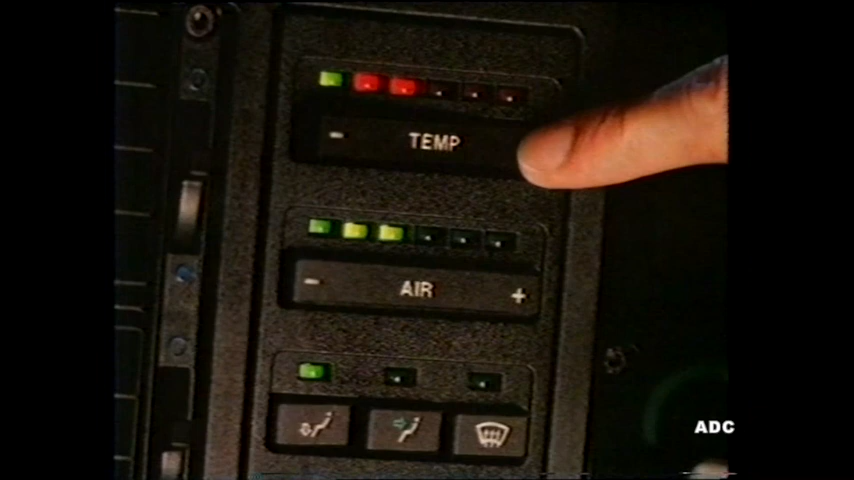 - TEMP
- AIR +
ADC